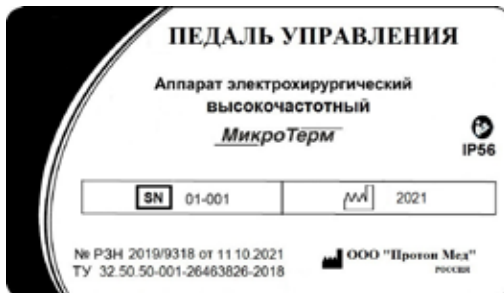 ПЕДАЛЬ УПРАВЛЕНИЯ
Аппарат электрохирургический
высокочастотный
МикроТерм
IP56
SN 01-001 2021
№ РЗН 2019/9318 от 11 10.2021
ТУ 32.50.50-001-26463826-2018
ООО "Протон Мед"
РОССИЯ